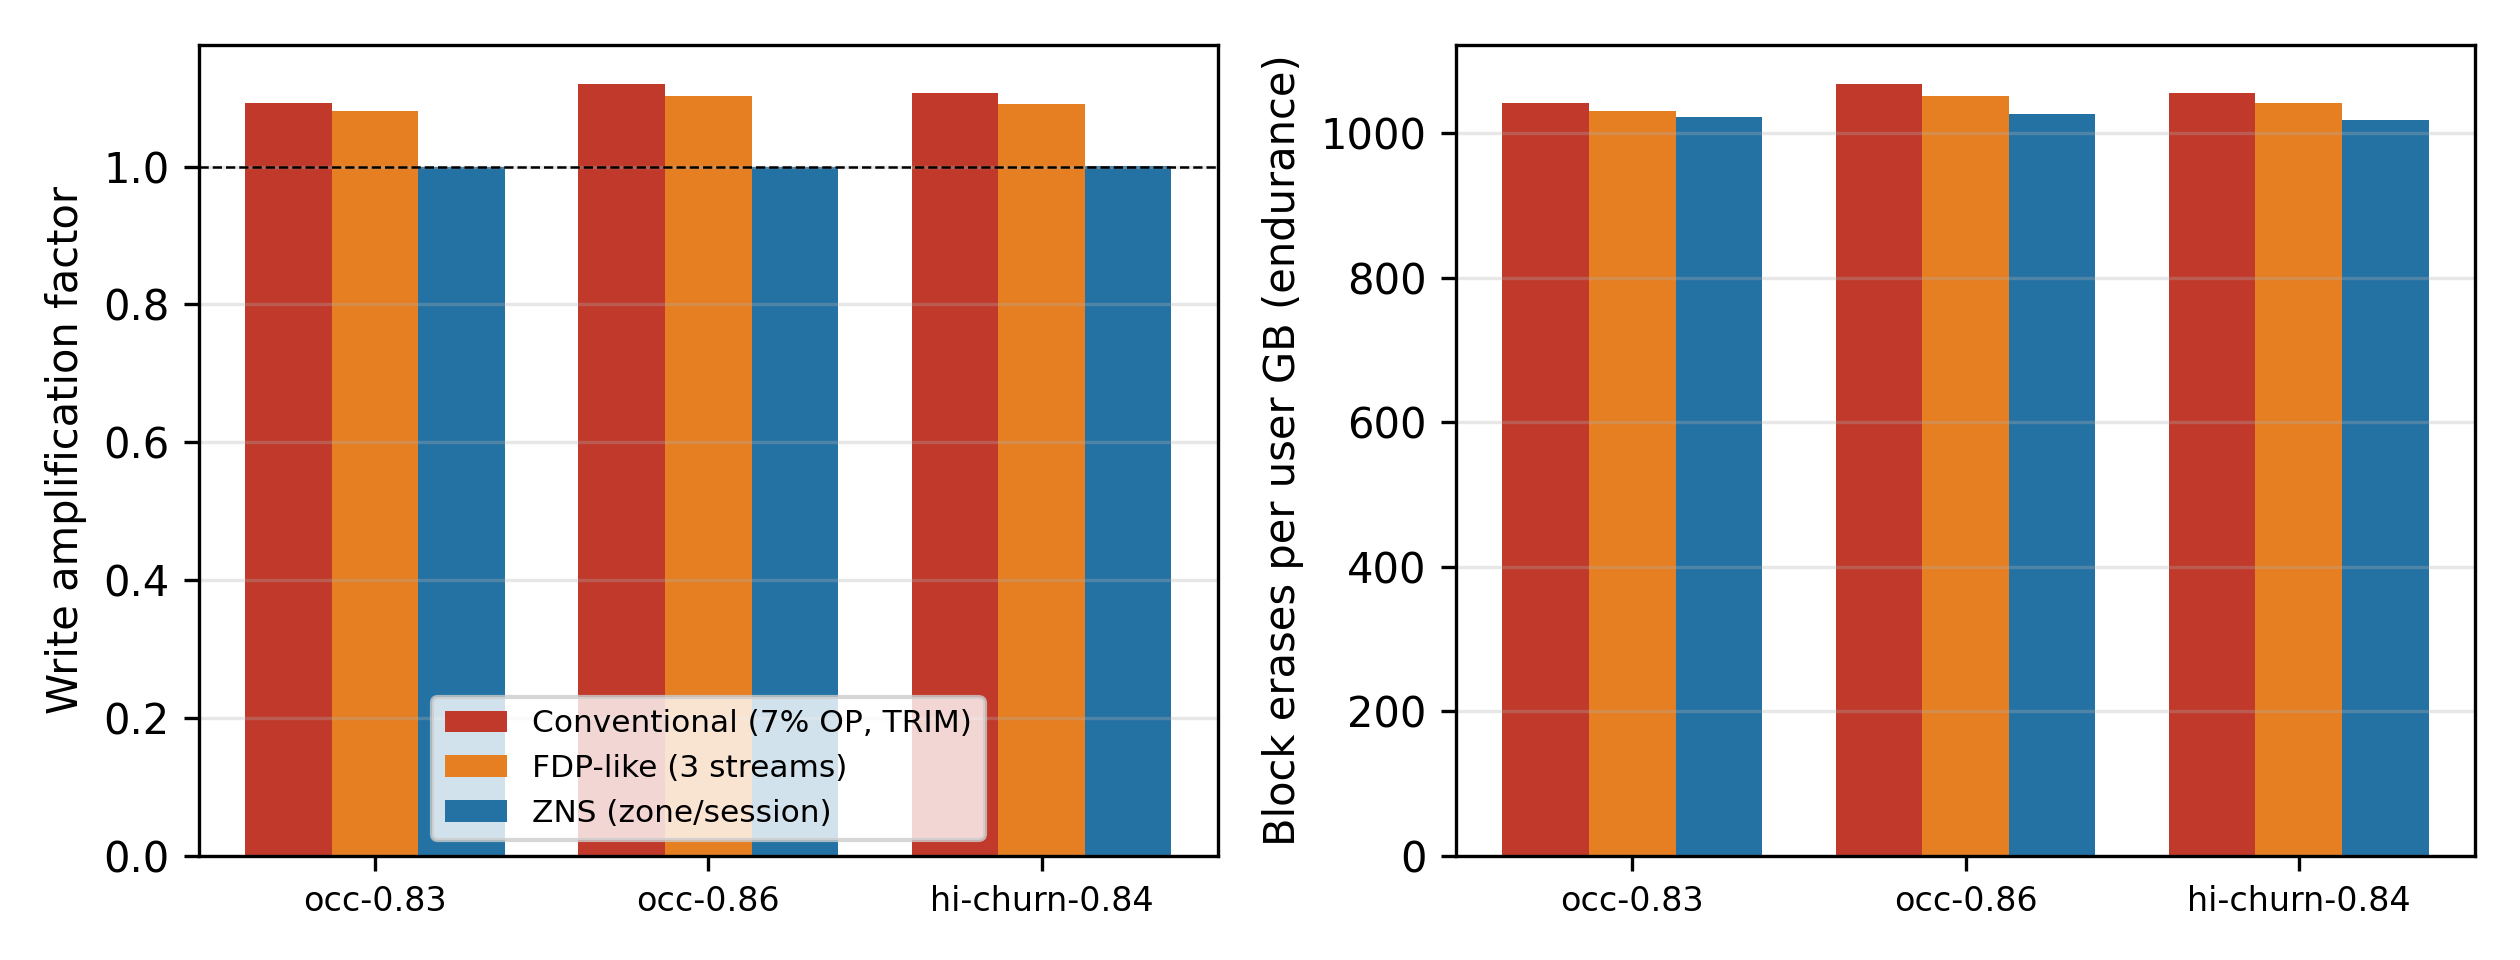 Write amplification factor
1.0
0.8
0.6
0.4
0.2
0.0
Conventional (7% OP, TRIM)
FDP-like (3 streams)
ZNS (zone/session)
occ-0.83
occ-0.86
hi-churn-0.84
Block erases per user GB (endurance)
1000
800
600
400
200
0
occ-0.83
occ-0.86
hi-churn-0.84